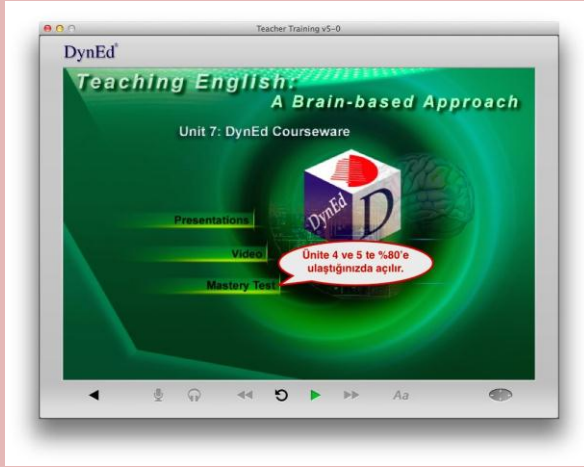 Teacher Training v5-0
DynEd®
Teaching English:
A Brain-based Approach
Unit 7: DynEd Courseware
DynEd
D
Presentations
Video
Ünite 4 ve 5 te %80'e
ulaştığınızda açılır.
Mastery Test
Aa